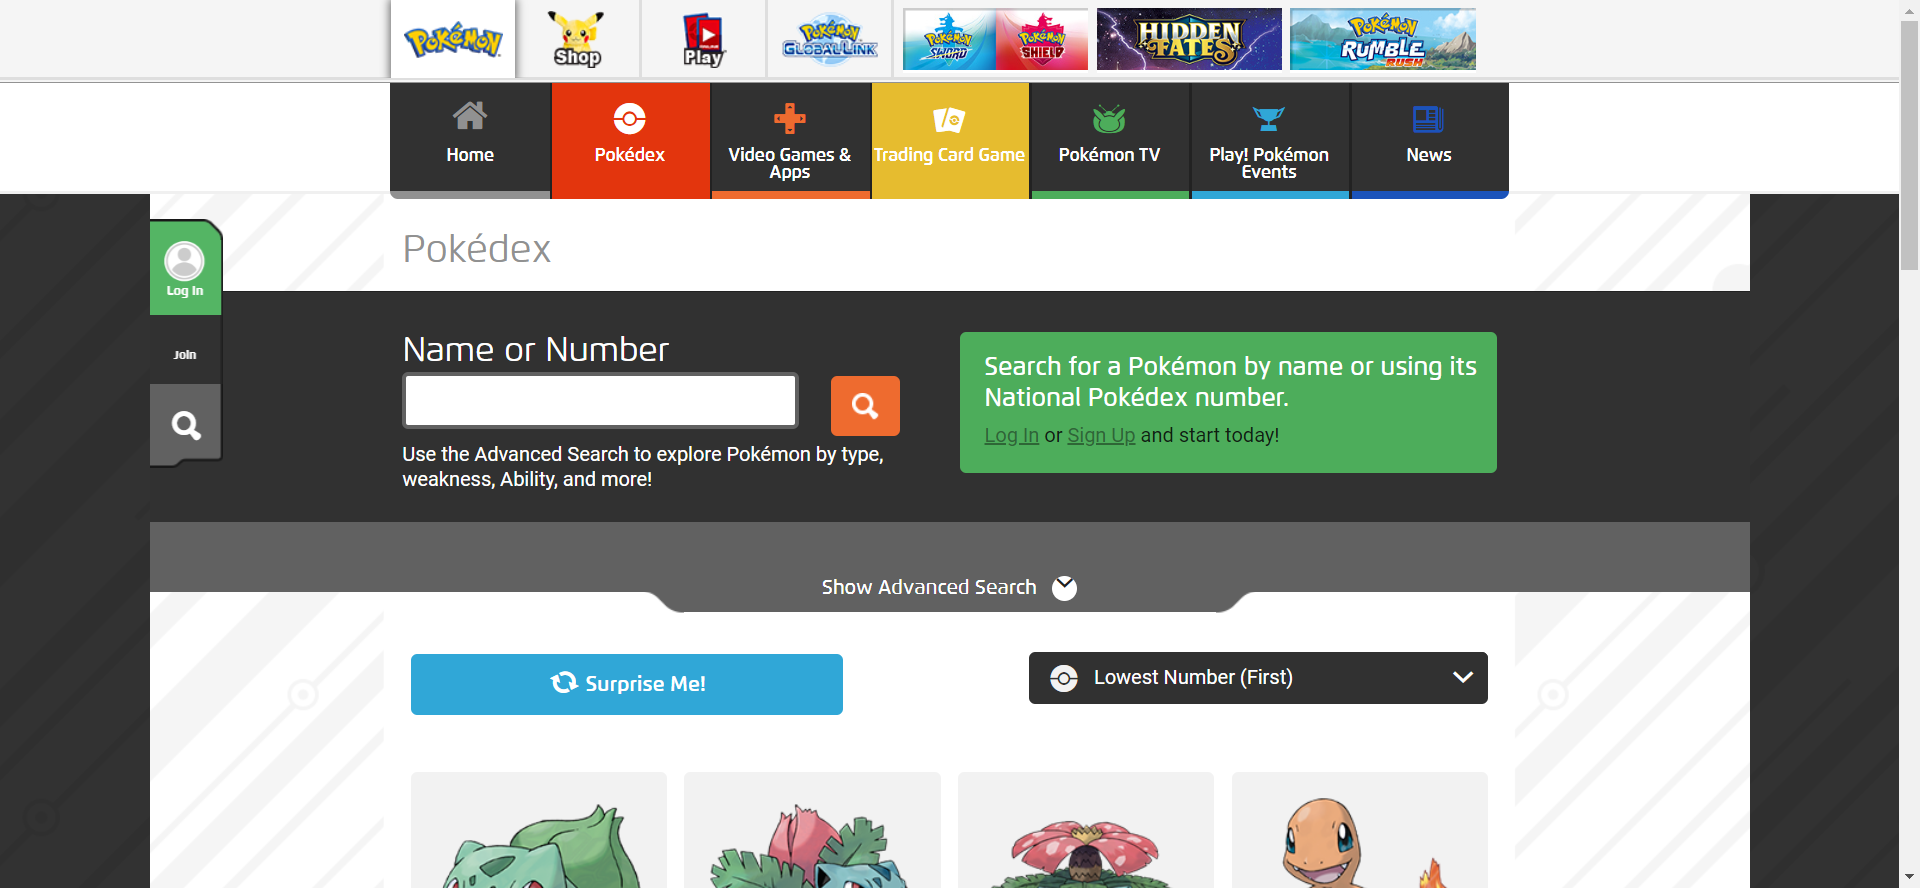 Pokémon
Shop
ONLINE
Play
Pokémon
GLOBAL LINK
Pokémon
SWORD
Pokémon
SHIELD
HIDDEN
FATES
Pokémon
RUMBLE
RUSH
Home
Pokédex
Video Games &
Apps
Trading Card Game
Pokémon TV
Play! Pokémon
Events
News
Pokédex
Log In
Join
Name or Number
Use the Advanced Search to explore Pokémon by type,
weakness, Ability, and more!
Search for a Pokémon by name or using its
National Pokédex number.
Log In or Sign Up and start today!
Show Advanced Search
Surprise Me!
Lowest Number (First)